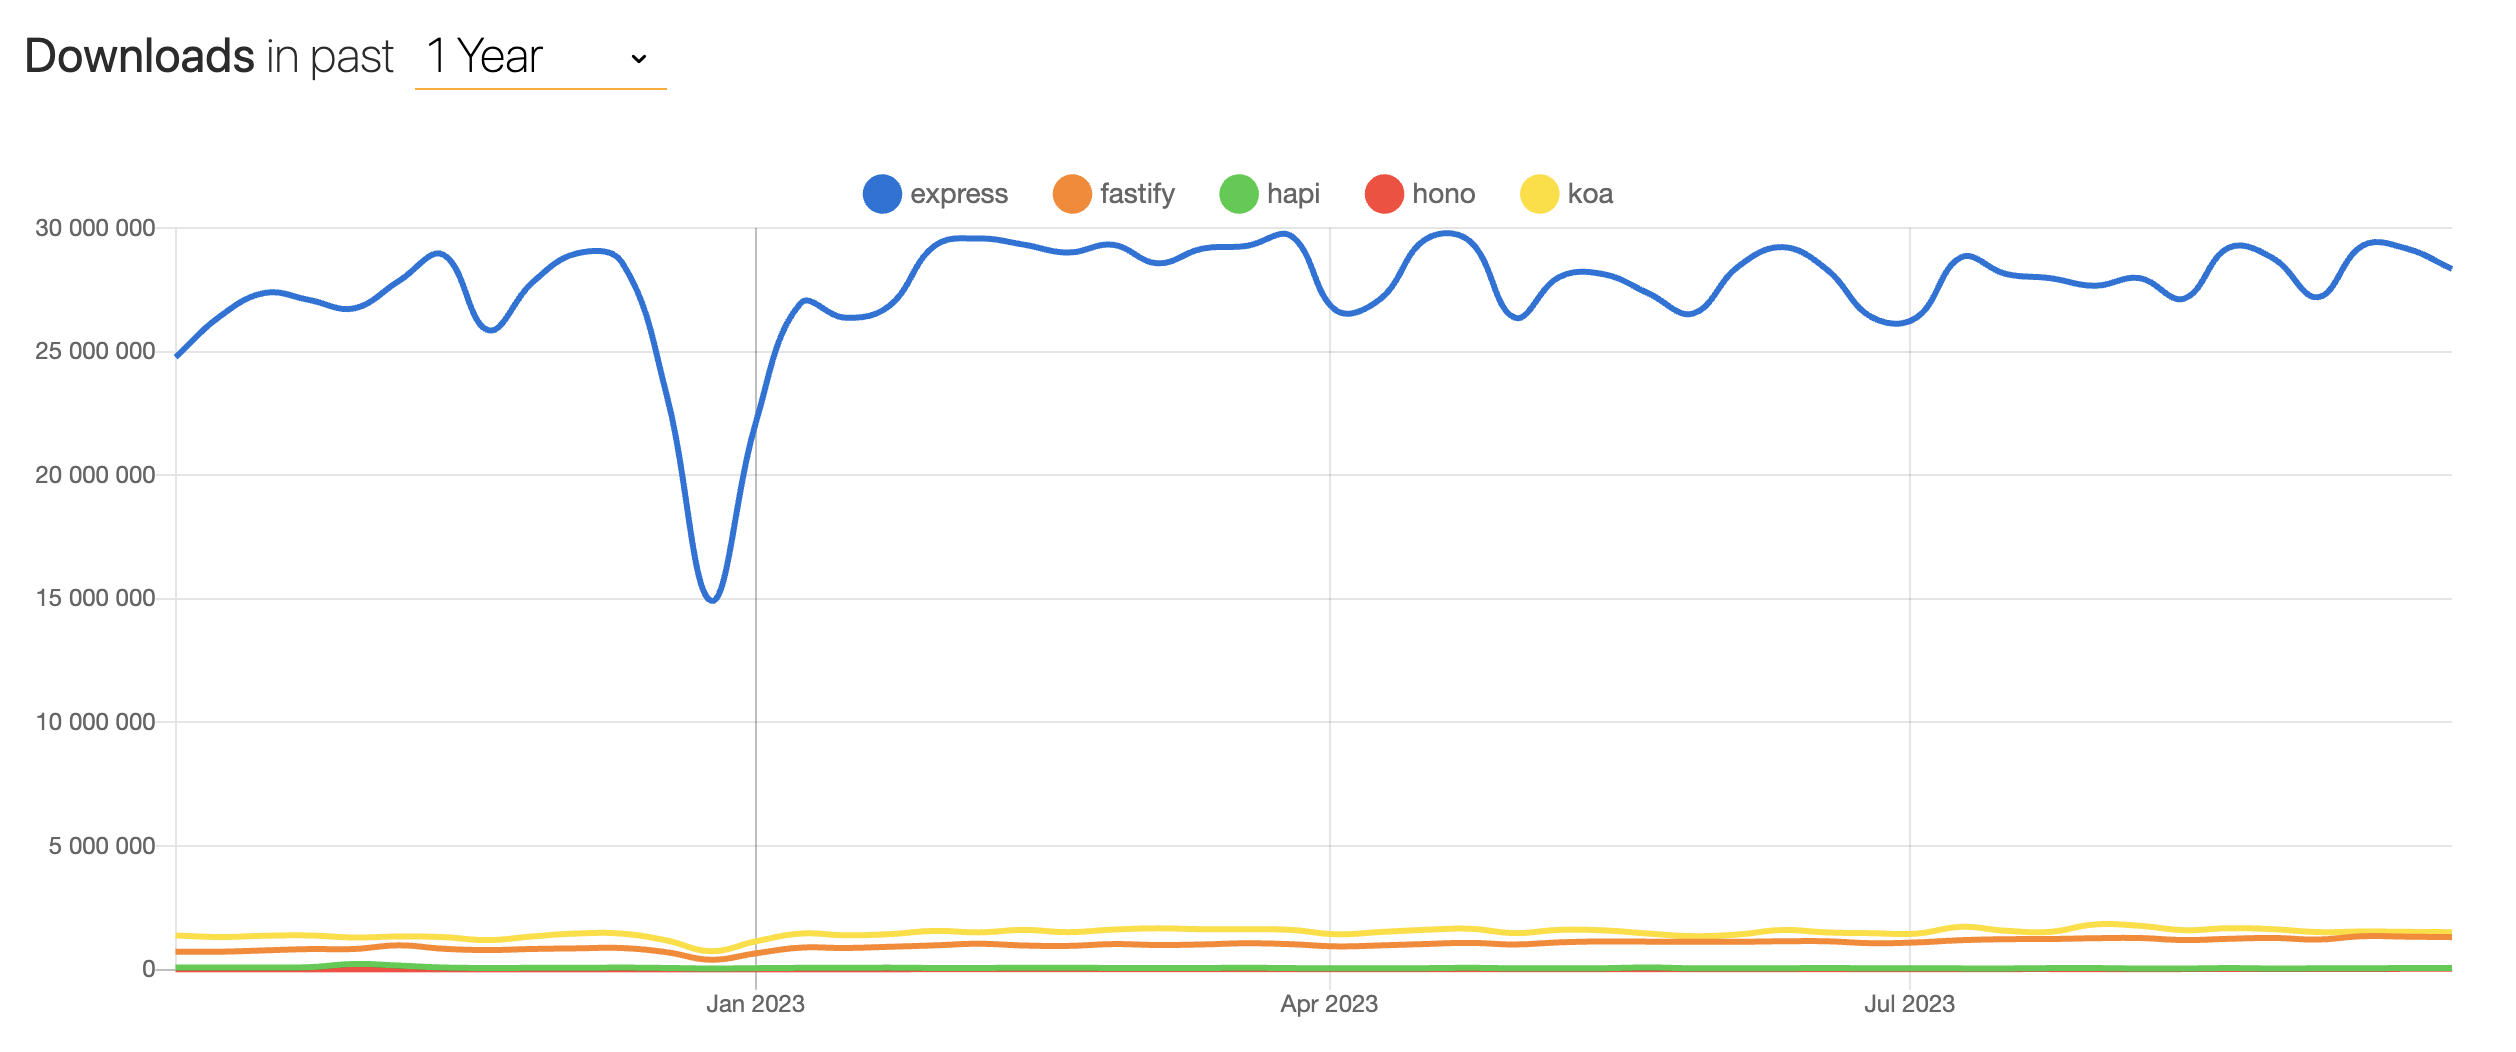 Downloads in past 1 Year
express fastify hapi hono koa
30 000 000
25 000 000
20 000 000
15 000 000
10 000 000
5 000 000
0
Jan 2023 Apr 2023 Jul 2023